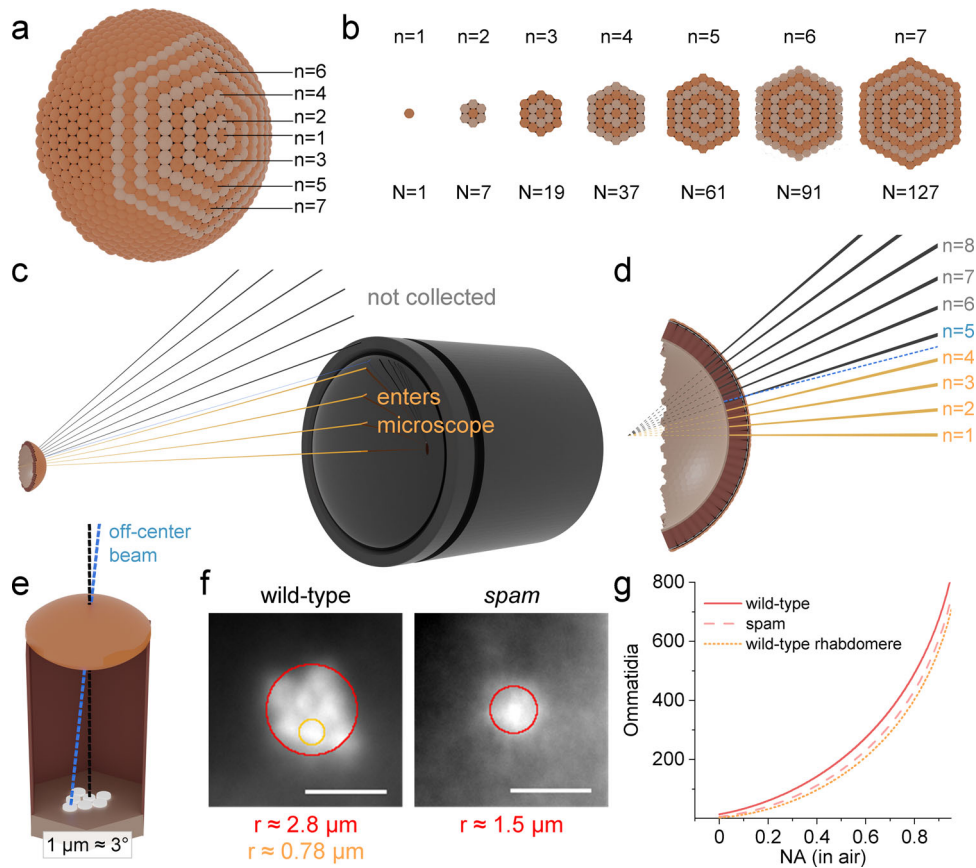 a
n=6
n=4
n=2
n=1
n=3
n=5
n=7
b
n=1 n=2 n=3 n=4 n=5 n=6 n=7
N=1 N=7 N=19 N=37 N=61 N=91 N=127
c
not collected
enters
microscope
d
n=8
n=7
n=6
n=5
n=4
n=3
n=2
n=1
e
off-center
beam
1 µm ≈ 3°
f
wild-type spam
r ≈ 2.8 µm r ≈ 1.5 µm
r ≈ 0.78 µm
g
800
600
400
200
Ommatidia
wild-type
spam
wild-type rhabdomere
0 0.2 0.4 0.6 0.8
NA (in air)